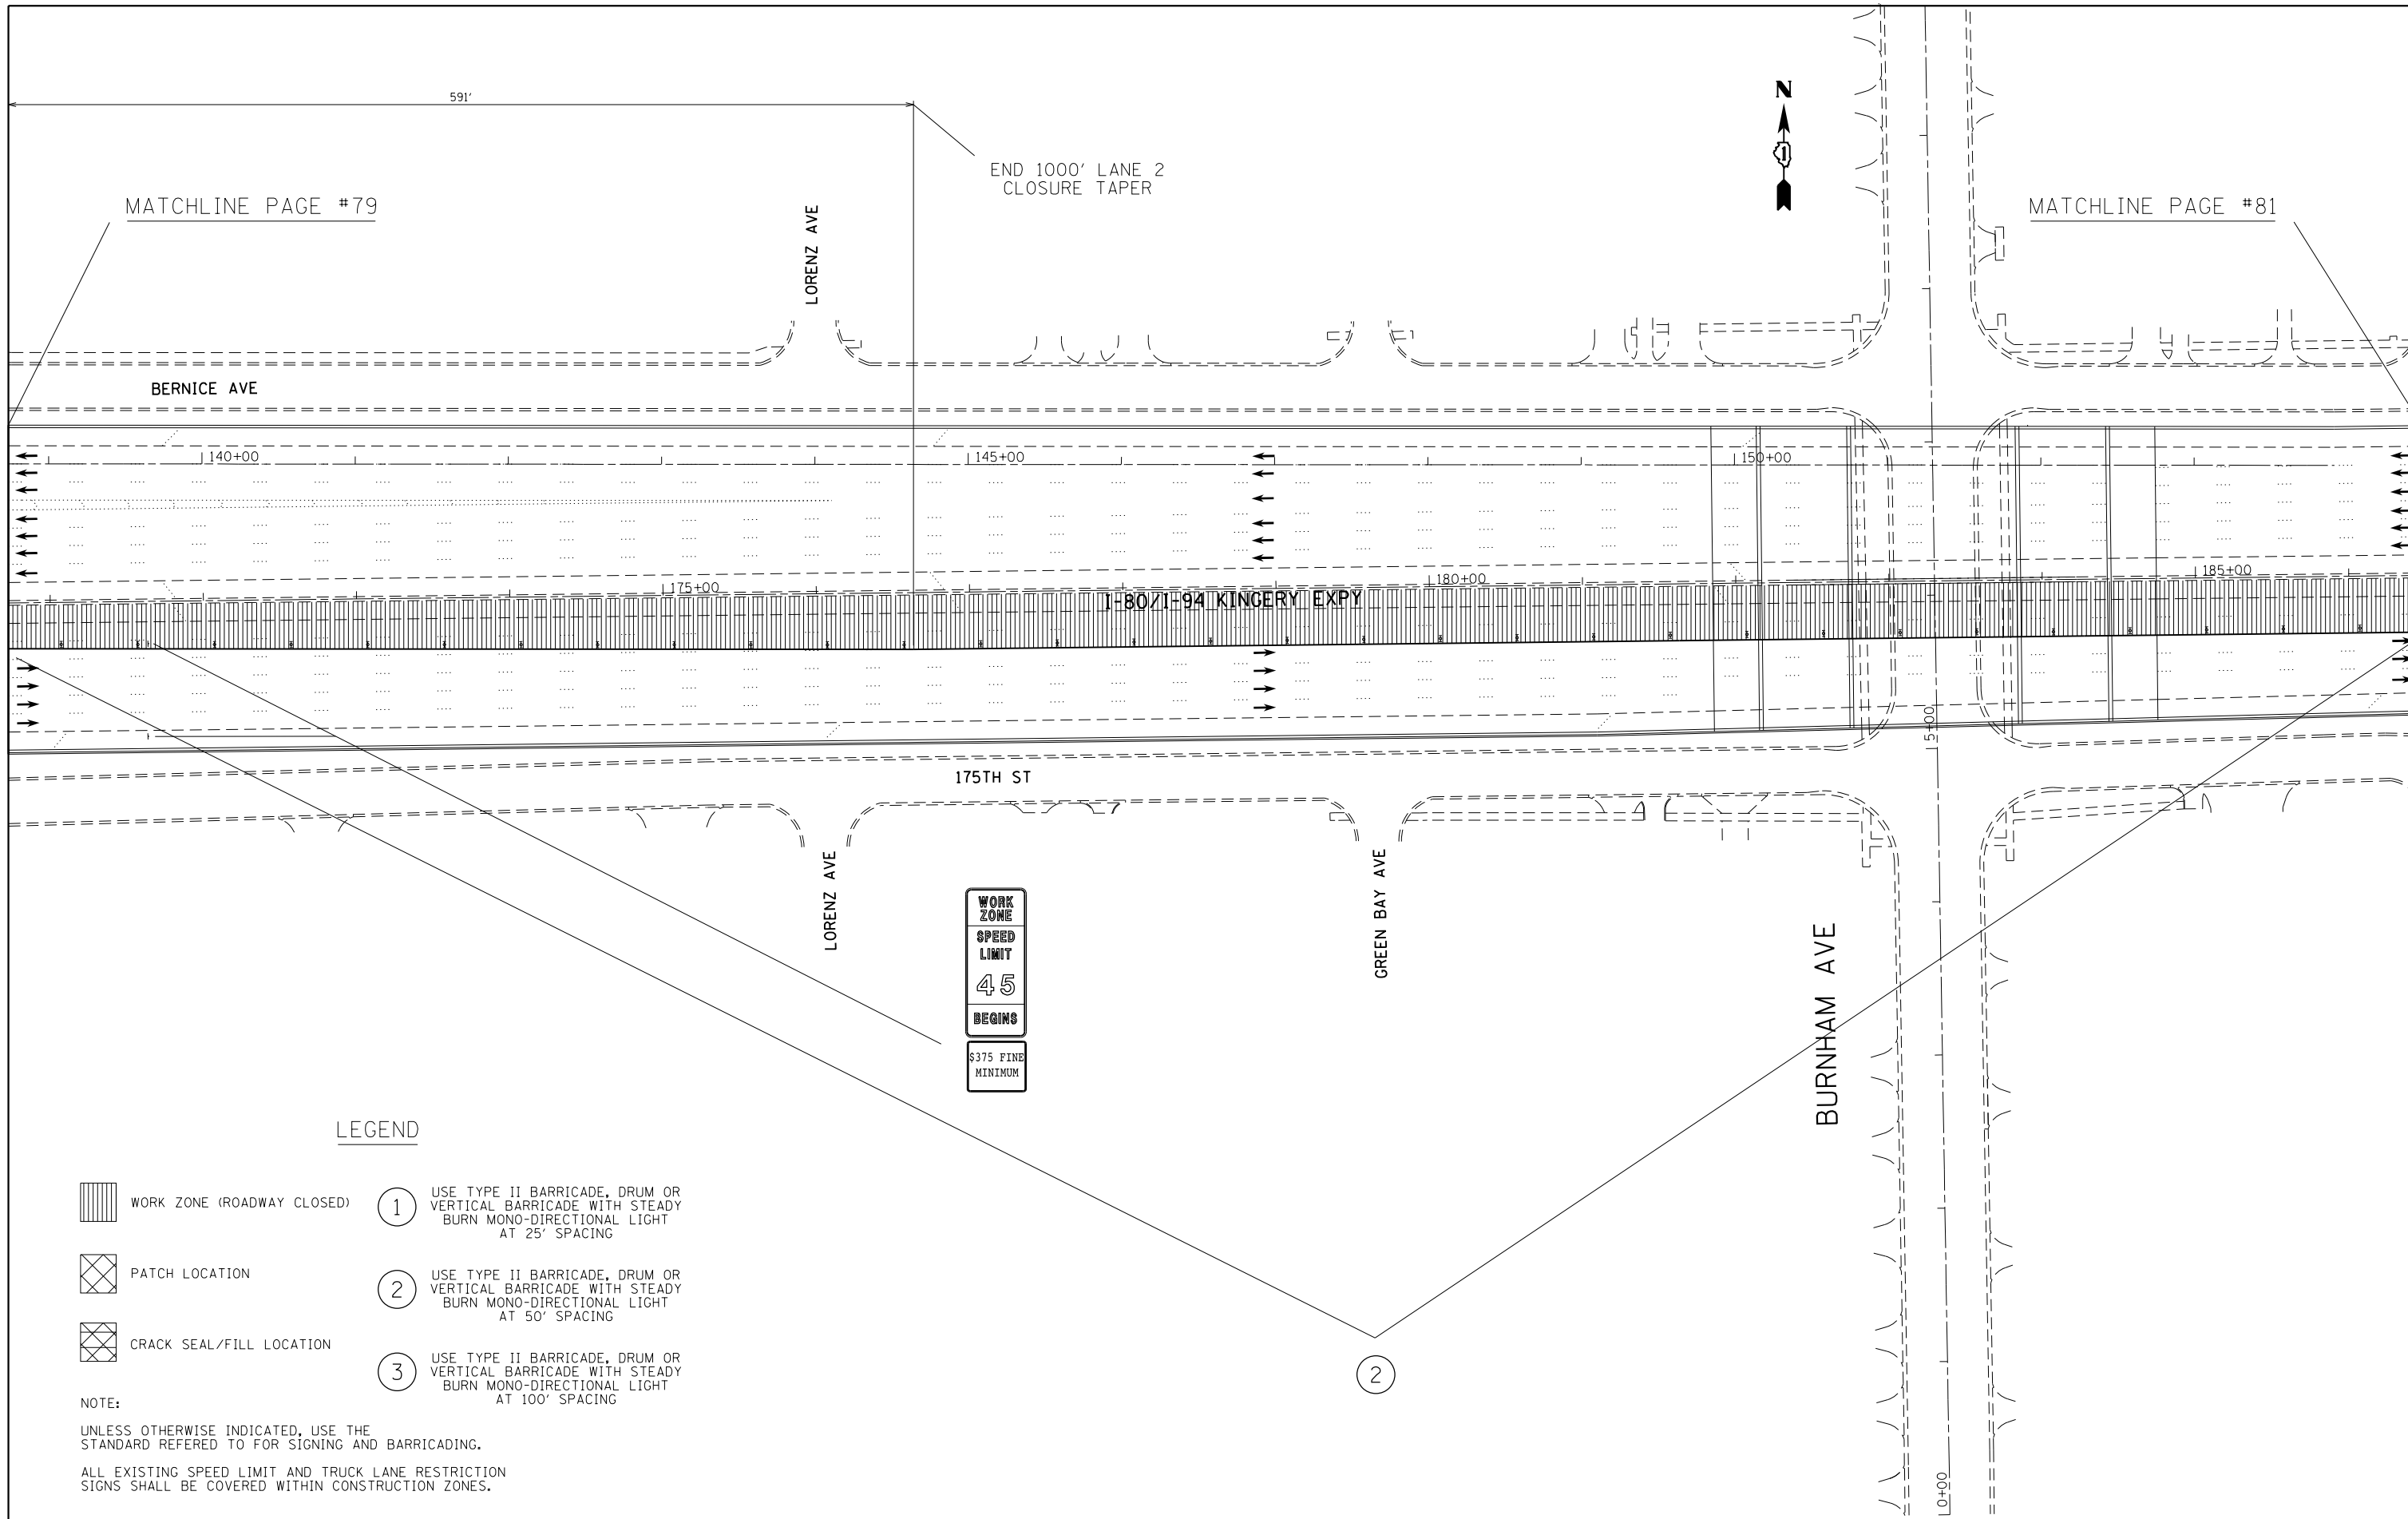 591'
END 1000' LANE 2
CLOSURE TAPER
N
1
MATCHLINE PAGE #79
MATCHLINE PAGE #81
LORENZ AVE
BERNICE AVE
140+00
145+00
150+00
175+00
180+00
185+00
I-80/I-94 KINGERY EXPY
5+00
175TH ST
LORENZ AVE
GREEN BAY AVE
BURNHAM AVE
WORK
ZONE
SPEED
LIMIT
45
BEGINS
$375 FINE
MINIMUM
LEGEND
WORK ZONE (ROADWAY CLOSED)
PATCH LOCATION
CRACK SEAL/FILL LOCATION
1
USE TYPE II BARRICADE, DRUM OR
VERTICAL BARRICADE WITH STEADY
BURN MONO-DIRECTIONAL LIGHT
AT 25' SPACING
2
USE TYPE II BARRICADE, DRUM OR
VERTICAL BARRICADE WITH STEADY
BURN MONO-DIRECTIONAL LIGHT
AT 50' SPACING
3
USE TYPE II BARRICADE, DRUM OR
VERTICAL BARRICADE WITH STEADY
BURN MONO-DIRECTIONAL LIGHT
AT 100' SPACING
2
NOTE:
UNLESS OTHERWISE INDICATED, USE THE
STANDARD REFERED TO FOR SIGNING AND BARRICADING.
ALL EXISTING SPEED LIMIT AND TRUCK LANE RESTRICTION
SIGNS SHALL BE COVERED WITHIN CONSTRUCTION ZONES.
0+00